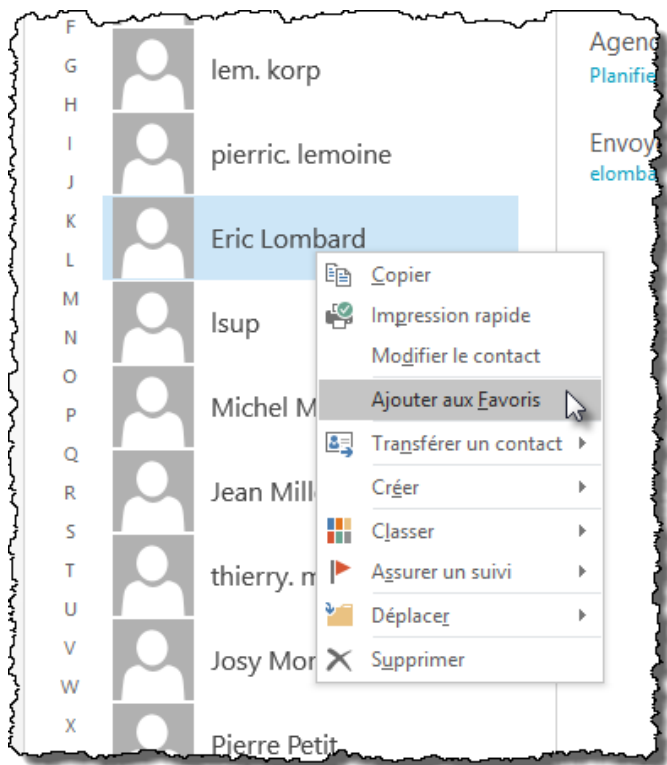 F
G
H
I
J
K
L
M
N
O
P
Q
R
S
T
U
V
W
X
lem. korp
pierric. lemoine
Eric Lombard
lsup
Michel M
Jean Mill
thierry. m
Josy Mor
Pierre Petit
Copier
Impression rapide
Modifier le contact
Ajouter aux Favoris
Transférer un contact
Créer
Classer
Assurer un suivi
Déplacer
Supprimer
Agend
Planifie
Envoy
elomba